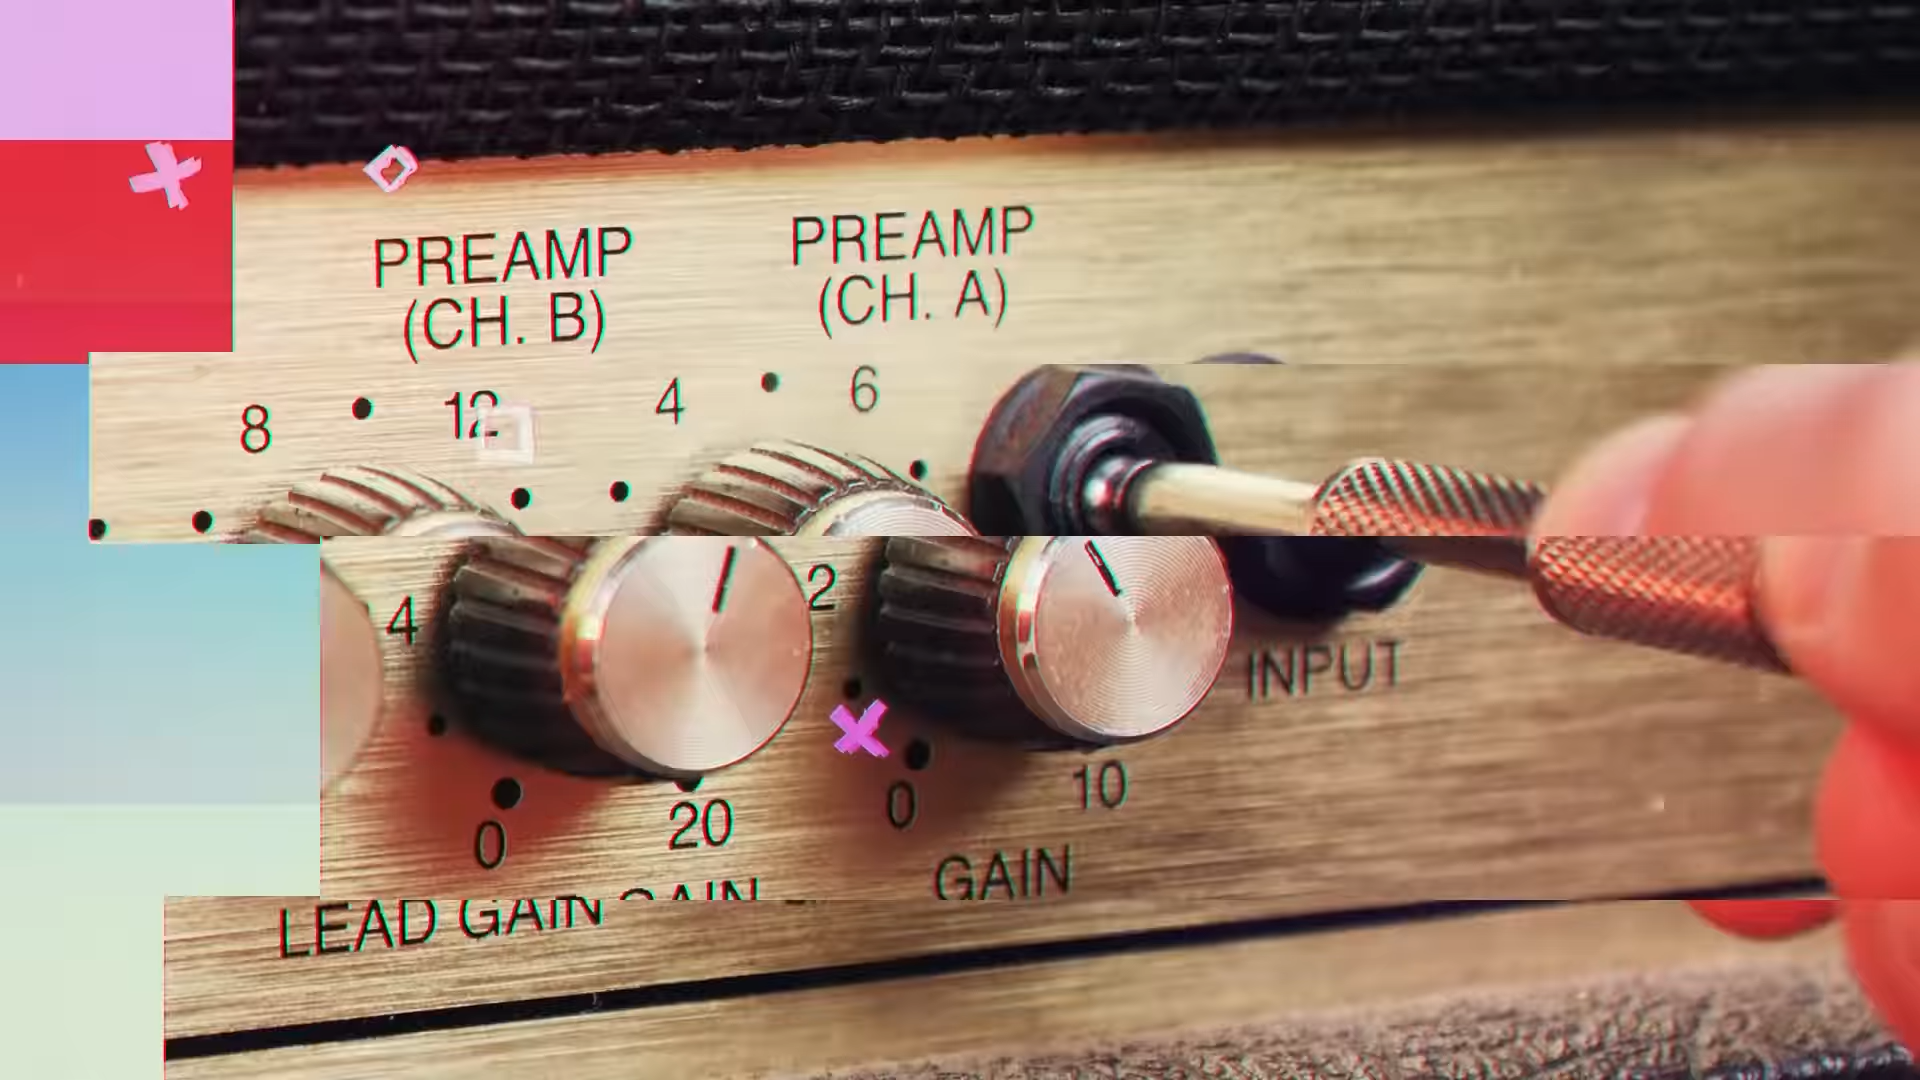 PREAMP
(CH. B)
PREAMP
(CH. A)
8
12
4
6
4
2
0
20
0
10
INPUT
GAIN
LEAD GAIN